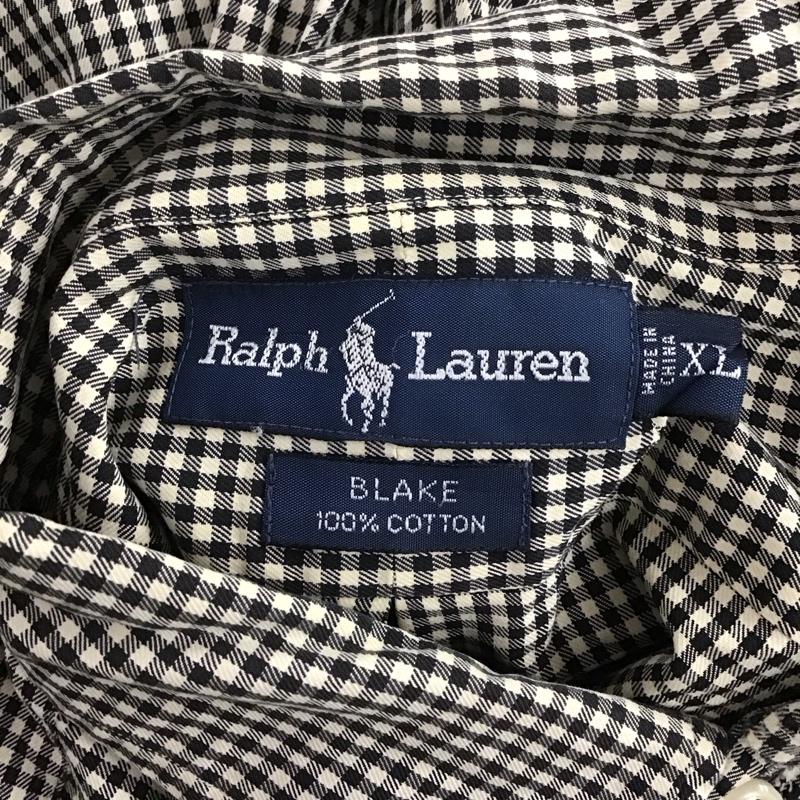 Ralph Lauren
MADE IN
CHINA
XL
BLAKE
100% COTTON